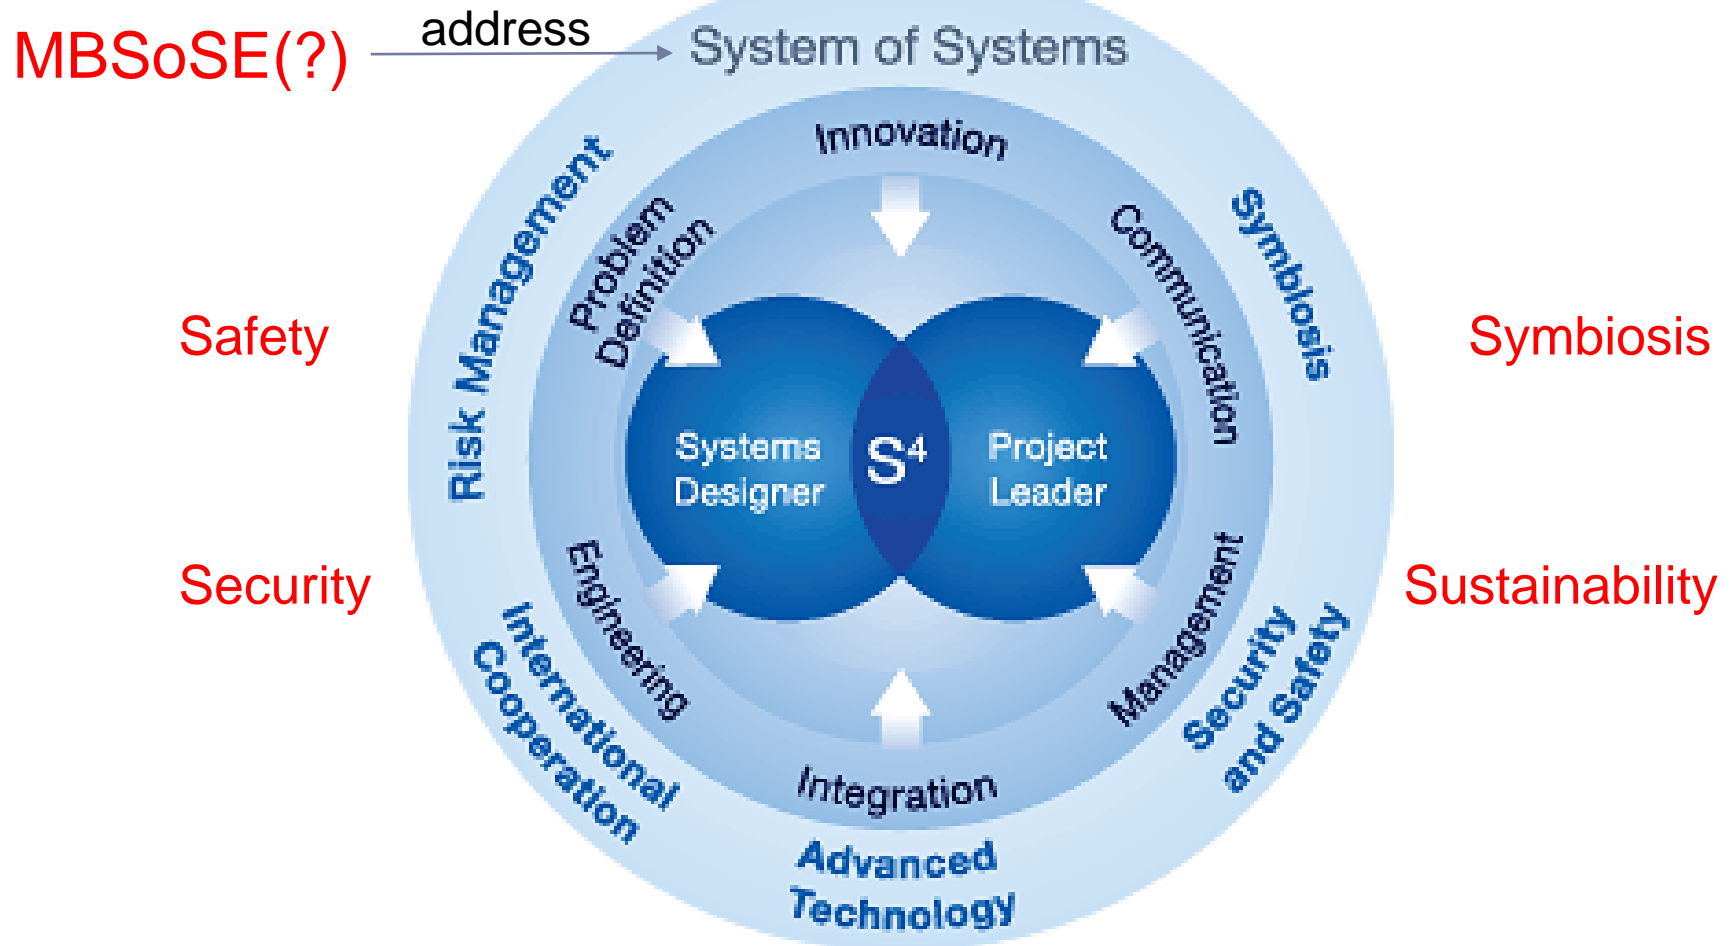 MBSoSE(?)
address
System of Systems
Innovation
Problem
Definition
Communication
Risk Management
Symbiosis
Safety
Symbiosis
Systems
Designer
S⁴
Project
Leader
Security
Sustainability
Engineering
Management
International
Cooperation
Security
and Safety
Integration
Advanced
Technology